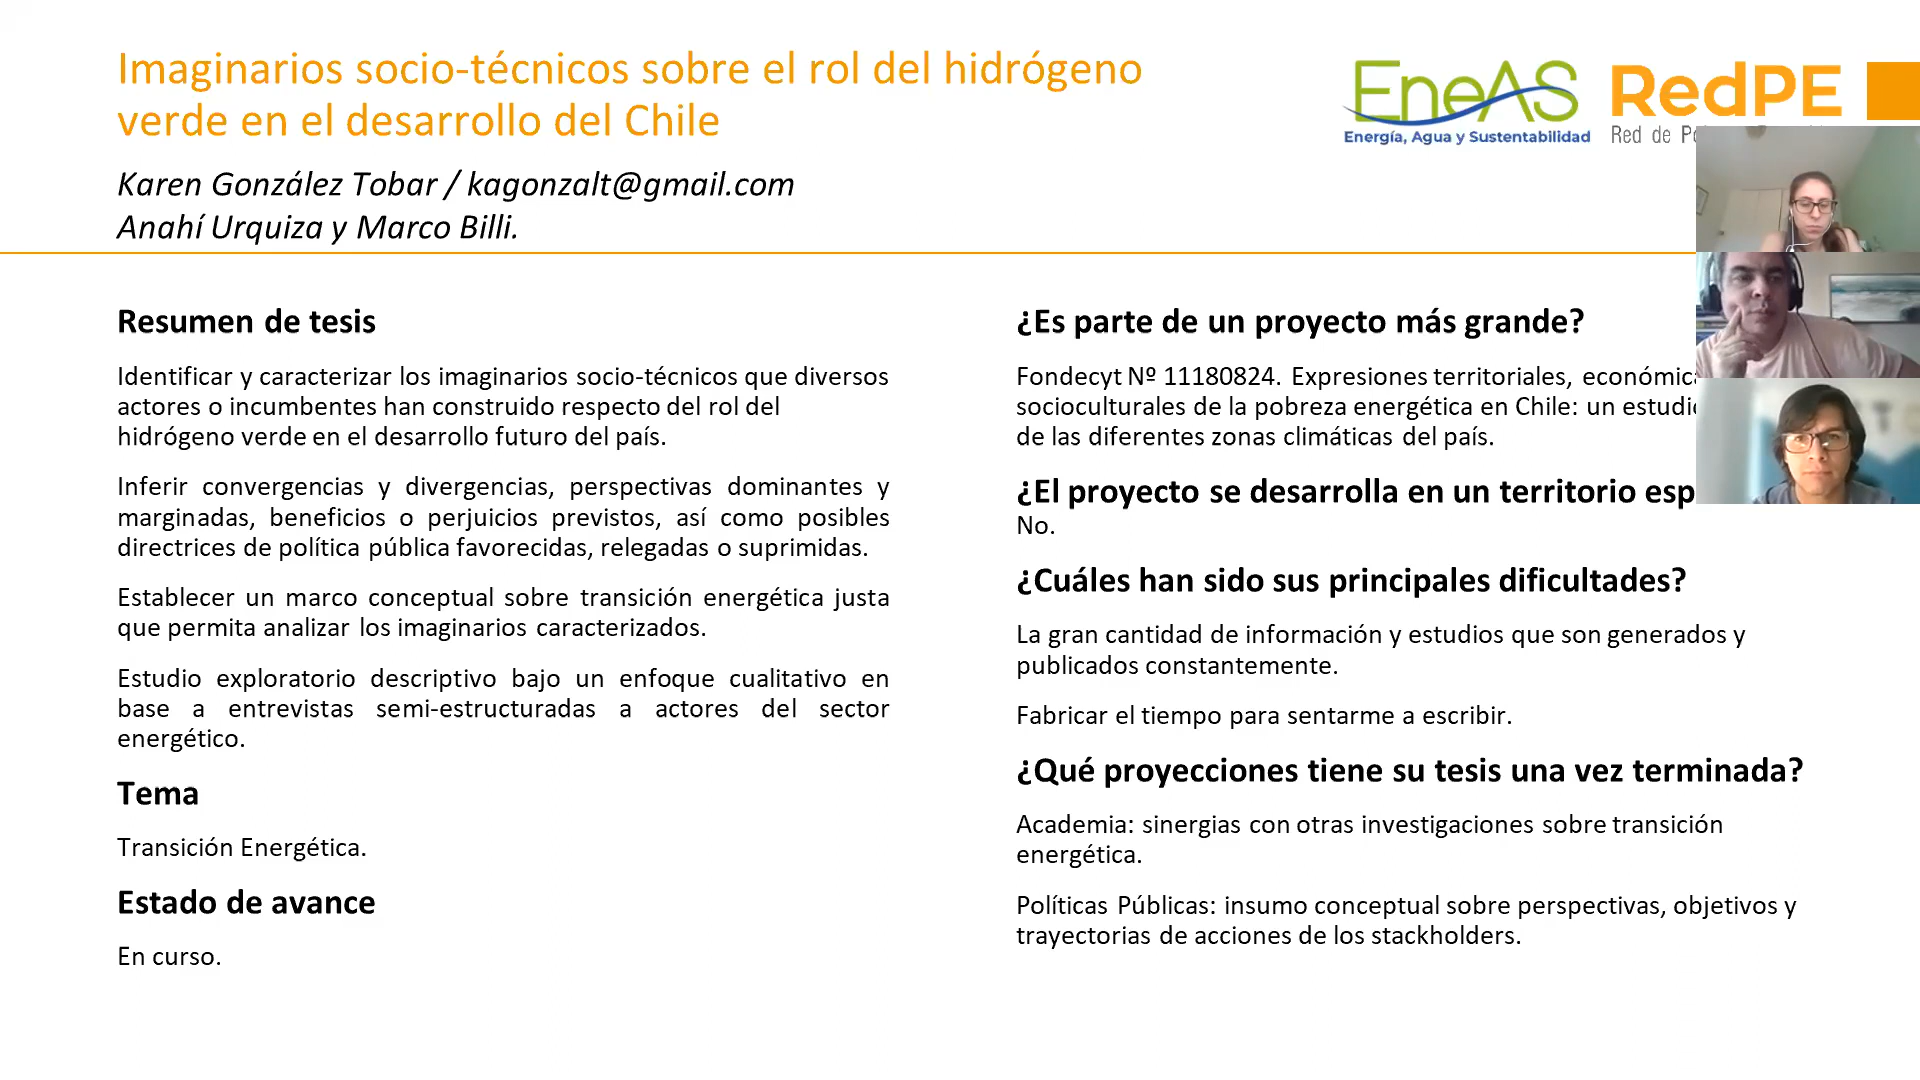 Imaginarios socio-técnicos sobre el rol del hidrógeno
verde en el desarrollo del Chile
Karen González Tobar / kagonzalt@gmail.com
Anahí Urquiza y Marco Billi.
EneAS
Energía, Agua y Sustentabilidad
RedPE
Red de
Resumen de tesis
Identificar y caracterizar los imaginarios socio-técnicos que diversos
actores o incumbentes han construido respecto del rol del
hidrógeno verde en el desarrollo futuro del país.
Inferir convergencias y divergencias, perspectivas dominantes y
marginadas, beneficios o perjuicios previstos, así como posibles
directrices de política pública favorecidas, relegadas o suprimidas.
Establecer un marco conceptual sobre transición energética justa
que permita analizar los imaginarios caracterizados.
Estudio exploratorio descriptivo bajo un enfoque cualitativo en
base a entrevistas semi-estructuradas a actores del sector
energético.
Tema
Transición Energética.
Estado de avance
En curso.
¿Es parte de un proyecto más grande?
Fondecyt Nº 11180824. Expresiones territoriales,
socioculturales de la pobreza energética en Chile: un
de las diferentes zonas climáticas del país.
¿El proyecto se desarrolla en un territorio
No.
¿Cuáles han sido sus principales dificultades?
La gran cantidad de información y estudios que son generados y
publicados constantemente.
Fabricar el tiempo para sentarme a escribir.
¿Qué proyecciones tiene su tesis una vez terminada?
Academia: sinergias con otras investigaciones sobre transición
energética.
Políticas Públicas: insumo conceptual sobre perspectivas, objetivos y
trayectorias de acciones de los stackholders.